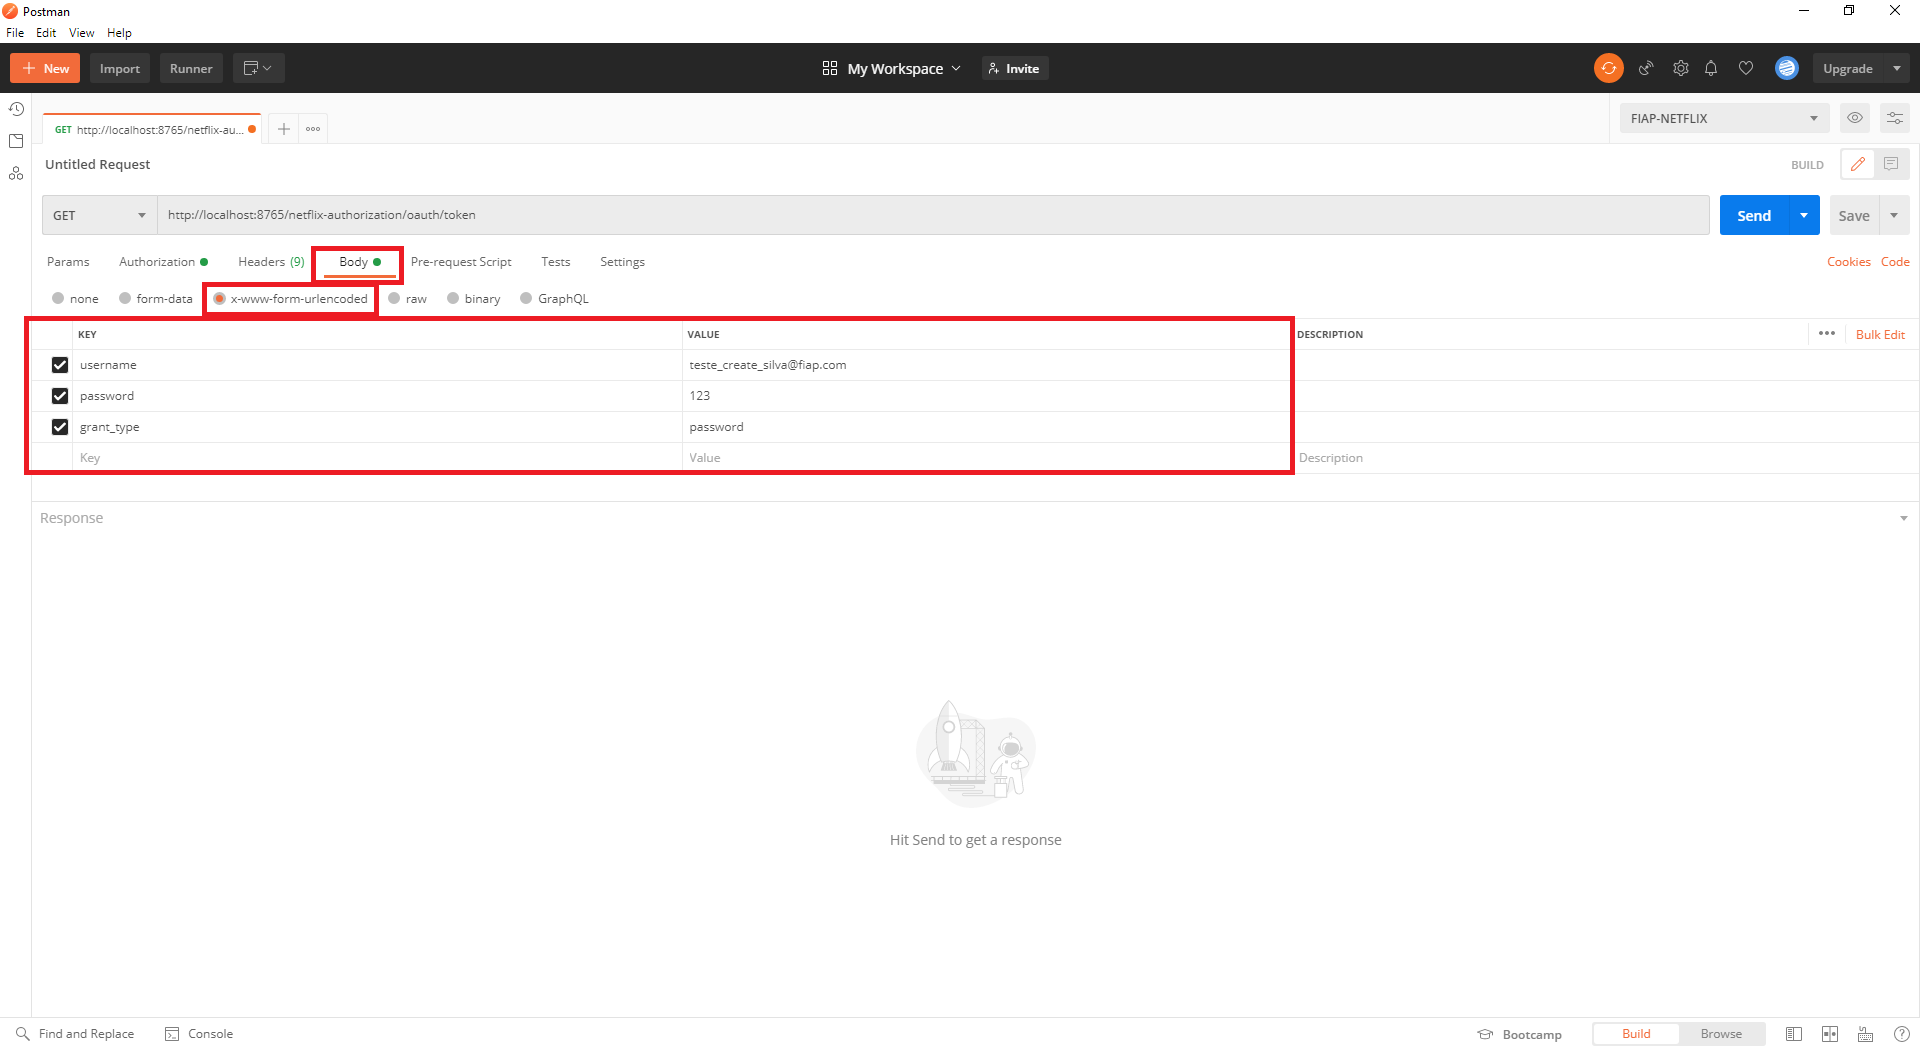 Postman
File Edit View Help
New Import Runner My Workspace Invite Upgrade
GET http://localhost:8765/netflix-au... FIAP-NETFLIX
Untitled Request BUILD
GET http://localhost:8765/netflix-authorization/oauth/token Send Save
Params Authorization Headers (9) Body Pre-request Script Tests Settings Cookies Code
none form-data x-www-form-urlencoded raw binary GraphQL
KEY VALUE DESCRIPTION ••• Bulk Edit
username teste_create_silva@fiap.com
password 123
grant_type password
Key Value Description
Response
Hit Send to get a response
Find and Replace Console Bootcamp Build Browse